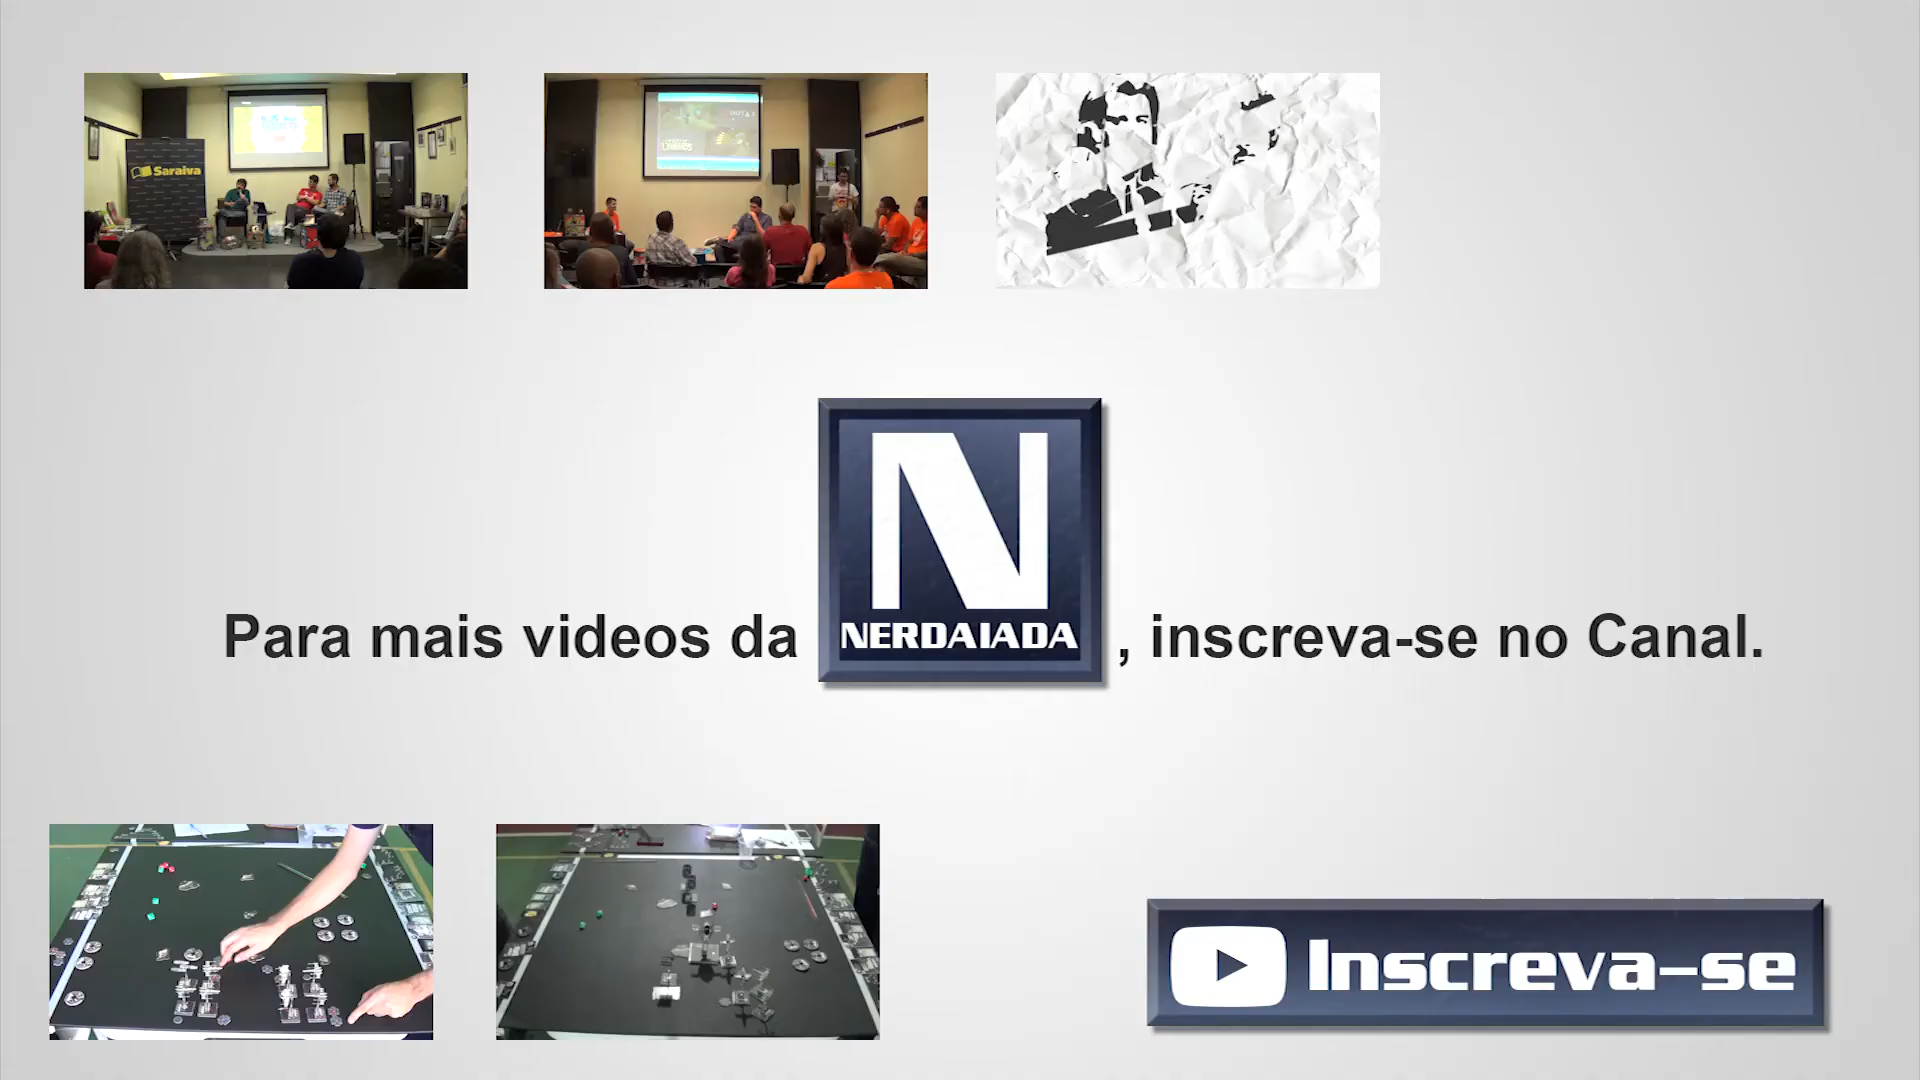 Saraiva
Para mais videos da NERDAIADA, inscreva-se no Canal.
N
Inscreva-se